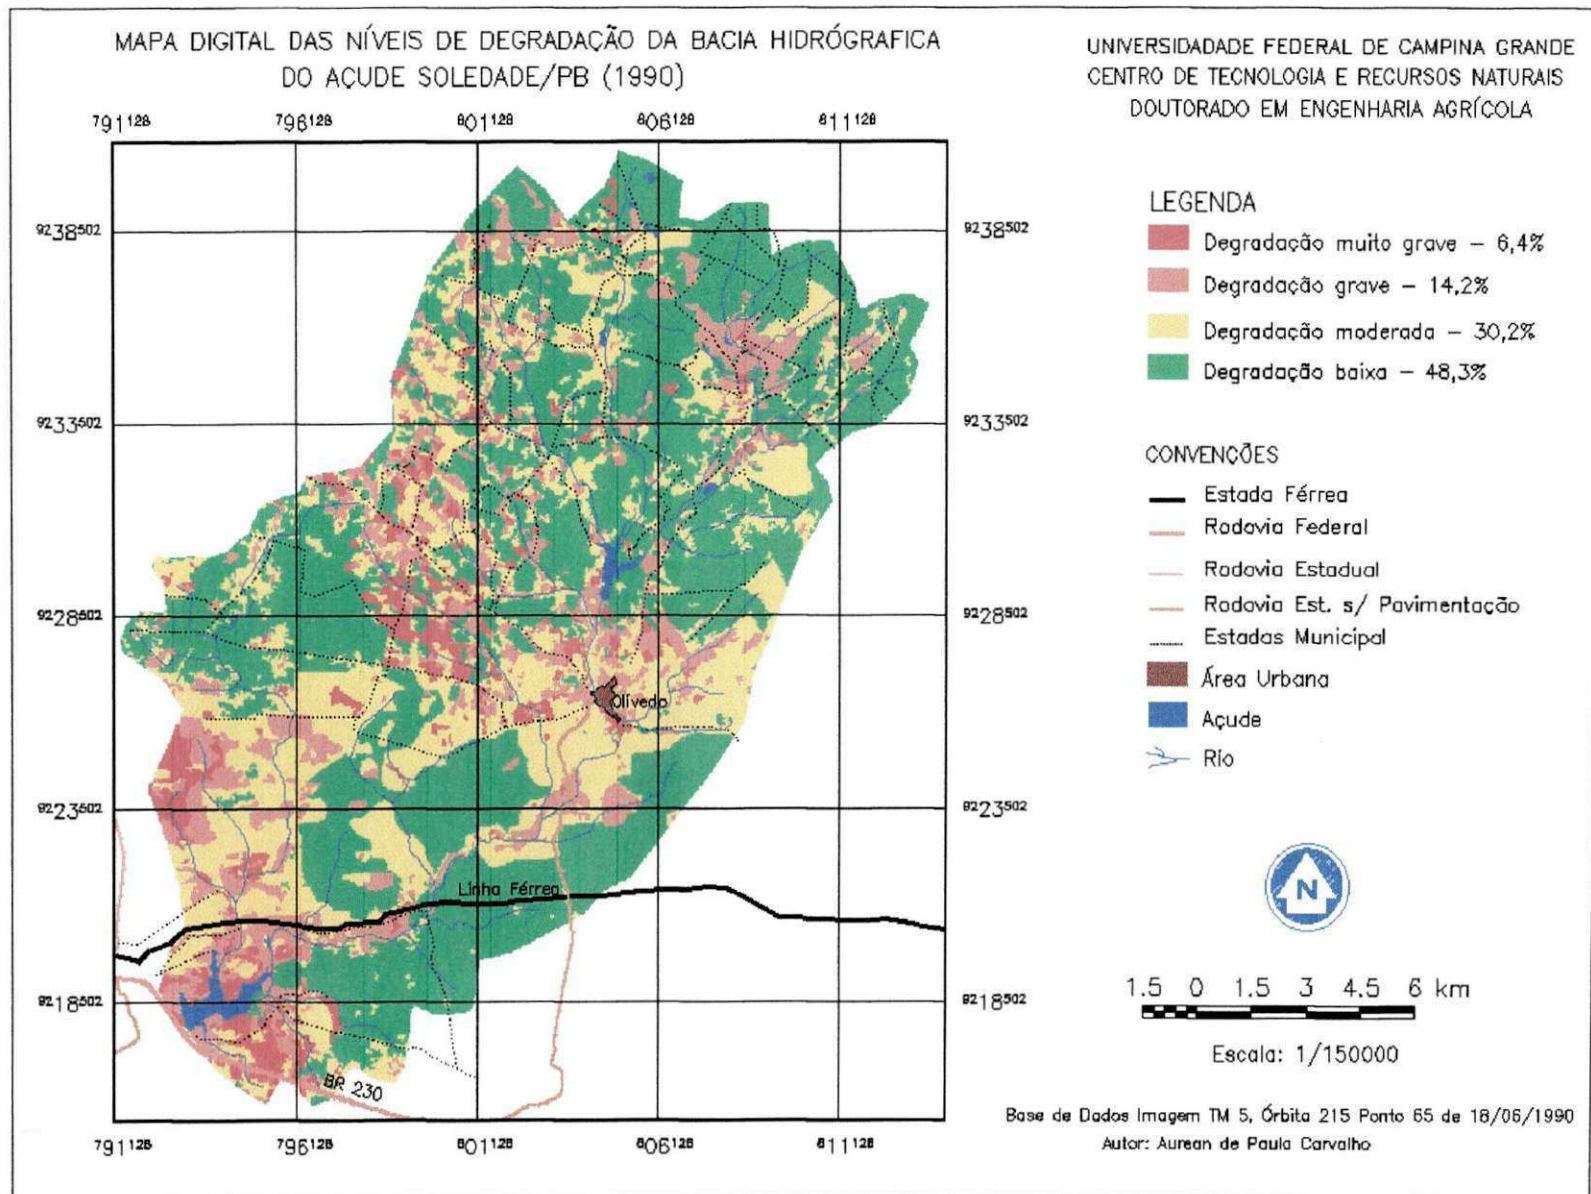 MAPA DIGITAL DAS NÍVEIS DE DEGRADAÇÃO DA BACIA HIDRÓGRAFICA
DO AÇUDE SOLEDADE/PB (1990)
UNIVERSIDADADE FEDERAL DE CAMPINA GRANDE
CENTRO DE TECNOLOGIA E RECURSOS NATURAIS
DOUTORADO EM ENGENHARIA AGRÍCOLA
791128 796128 801128 806128 811128
9238502 9238502
9233502 9233502
9228502 9228502
9223502 9223502
9218502 9218502
Olivedo
Linha Férrea
BR 230
791128 796128 801128 806128 811128
LEGENDA
Degradação muito grave – 6,4%
Degradação grave – 14,2%
Degradação moderada – 30,2%
Degradação baixa – 48,3%
CONVENÇÕES
Estada Férrea
Rodovia Federal
Rodovia Estadual
Rodovia Est. s/ Pavimentação
Estadas Municipal
Área Urbana
Açude
Rio
N
1.5 0 1.5 3 4.5 6 km
Escala: 1/150000
Base de Dados Imagem TM 5, Órbita 215 Ponto 65 de 18/06/1990
Autor: Aurean de Paula Carvalho